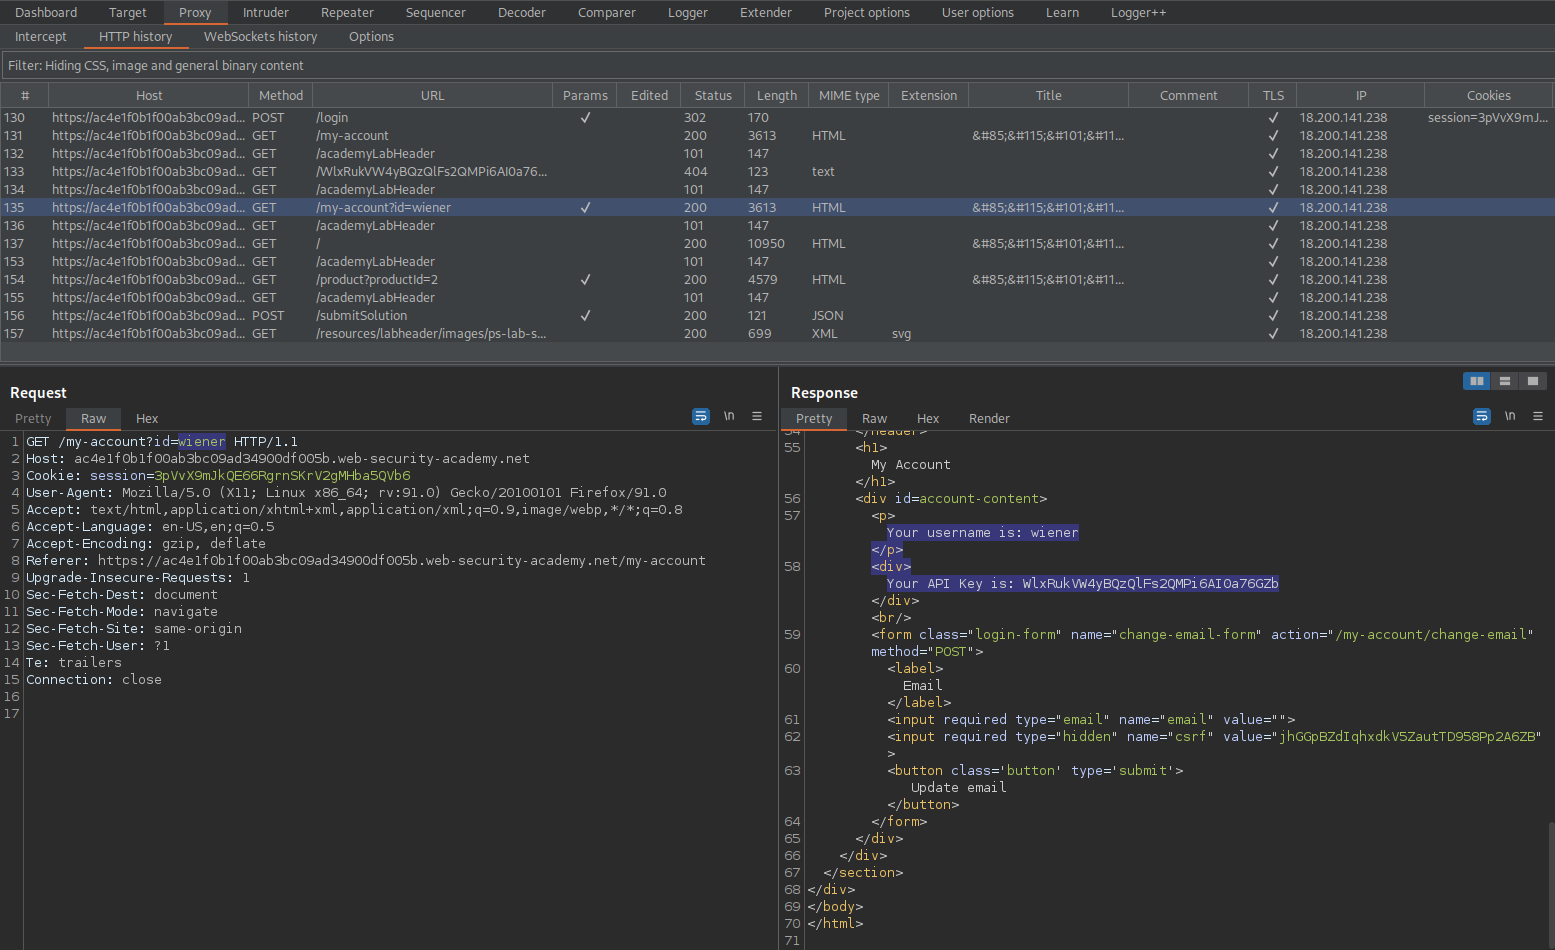 Dashboard Target Proxy Intruder Repeater Sequencer Decoder Comparer Logger Extender Project options User options Learn Logger++
Intercept HTTP history WebSockets history Options
Filter: Hiding CSS, image and general binary content
# Host Method URL Params Edited Status Length MIME type Extension Title Comment TLS IP Cookies
130 https://ac4e1f0b1f00ab3bc09ad... POST /login ✓ 302 170 ✓ 18.200.141.238 session=3pVvX9mJ...
131 https://ac4e1f0b1f00ab3bc09ad... GET /my-account 200 3613 HTML &#85;&#115;&#101;&#11... ✓ 18.200.141.238
132 https://ac4e1f0b1f00ab3bc09ad... GET /academyLabHeader 101 147 ✓ 18.200.141.238
133 https://ac4e1f0b1f00ab3bc09ad... GET /WlxRukVW4yBQzQlFs2QMPi6AI0a76... 404 123 text ✓ 18.200.141.238
134 https://ac4e1f0b1f00ab3bc09ad... GET /academyLabHeader 101 147 ✓ 18.200.141.238
135 https://ac4e1f0b1f00ab3bc09ad... GET /my-account?id=wiener ✓ 200 3613 HTML &#85;&#115;&#101;&#11... ✓ 18.200.141.238
136 https://ac4e1f0b1f00ab3bc09ad... GET /academyLabHeader 101 147 ✓ 18.200.141.238
137 https://ac4e1f0b1f00ab3bc09ad... GET / 200 10950 HTML &#85;&#115;&#101;&#11... ✓ 18.200.141.238
153 https://ac4e1f0b1f00ab3bc09ad... GET /academyLabHeader 101 147 ✓ 18.200.141.238
154 https://ac4e1f0b1f00ab3bc09ad... GET /product?productId=2 ✓ 200 4579 HTML &#85;&#115;&#101;&#11... ✓ 18.200.141.238
155 https://ac4e1f0b1f00ab3bc09ad... GET /academyLabHeader 101 147 ✓ 18.200.141.238
156 https://ac4e1f0b1f00ab3bc09ad... POST /submitSolution ✓ 200 121 JSON ✓ 18.200.141.238
157 https://ac4e1f0b1f00ab3bc09ad... GET /resources/labheader/images/ps-lab-s... 200 699 XML svg ✓ 18.200.141.238
Request
Pretty Raw Hex \n
1 GET /my-account?id=wiener HTTP/1.1
2 Host: ac4e1f0b1f00ab3bc09ad34900df005b.web-security-academy.net
3 Cookie: session=3pVvX9mJkQE66RgrnSKrV2gMHba5QVb6
4 User-Agent: Mozilla/5.0 (X11; Linux x86_64; rv:91.0) Gecko/20100101 Firefox/91.0
5 Accept: text/html,application/xhtml+xml,application/xml;q=0.9,image/webp,*/*;q=0.8
6 Accept-Language: en-US,en;q=0.5
7 Accept-Encoding: gzip, deflate
8 Referer: https://ac4e1f0b1f00ab3bc09ad34900df005b.web-security-academy.net/my-account
9 Upgrade-Insecure-Requests: 1
10 Sec-Fetch-Dest: document
11 Sec-Fetch-Mode: navigate
12 Sec-Fetch-Site: same-origin
13 Sec-Fetch-User: ?1
14 Te: trailers
15 Connection: close
16
17
Response
Pretty Raw Hex Render \n
54 </header>
55 <h1>
My Account
</h1>
56 <div id=account-content>
57 <p>
Your username is: wiener
</p>
58 <div>
Your API Key is: WlxRukVW4yBQzQlFs2QMPi6AI0a76GZb
</div>
<br/>
59 <form class="login-form" name="change-email-form" action="/my-account/change-email"
method="POST">
60 <label>
Email
</label>
61 <input required type="email" name="email" value="">
62 <input required type="hidden" name="csrf" value="jhGGpBZdIqhxdkV5ZautTD958Pp2A6ZB"
>
63 <button class='button' type='submit'>
Update email
</button>
64 </form>
65 </div>
66 </div>
67 </section>
68 </div>
69 </body>
70 </html>
71